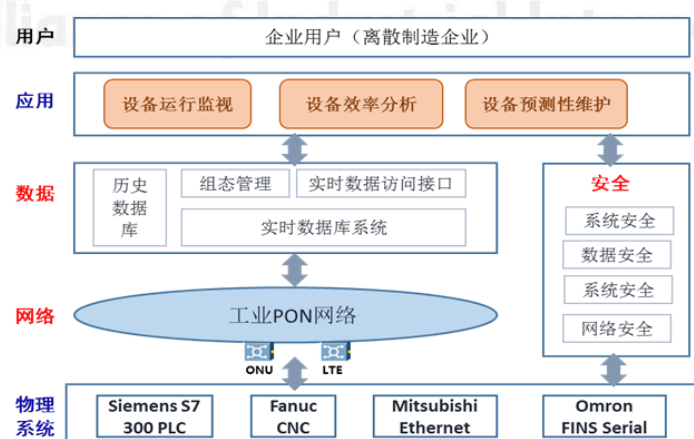 lliance of Industrial Intern
用户
企业用户（离散制造企业）
应用
设备运行监视
设备效率分析
设备预测性维护
数据
历史
数据
库
组态管理
实时数据访问接口
实时数据库系统
安全
系统安全
数据安全
系统安全
网络安全
网络
工业PON网络
ONU
LTE
物理
系统
Siemens S7
300 PLC
Fanuc
CNC
Mitsubishi
Ethernet
Omron
FINS Serial